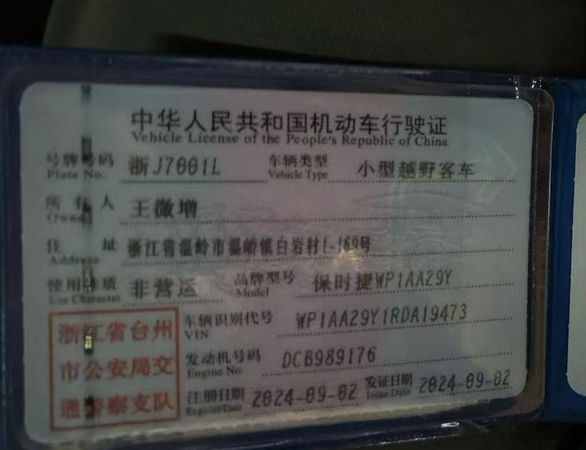 中华人民共和国机动车行驶证
Vehicle License of the People's Republic of China
号牌号码 浙J7001L 车辆类型 小型越野客车
Plate No. Vehicle Type
所有人 王微增
Owner
住址 浙江省温岭市温峤镇白岩村1-169号
Address
使用性质 非营运 品牌型号 保时捷WP1AA29Y
Use Character Model
浙江省台州
市公安局交
通警察支队
车辆识别代号 WP1AA29Y1RDA19473
VIN
发动机号码 DCB989176
Engine No.
注册日期 2024-09-02 发证日期 2024-09-02
Register Date Issue Date